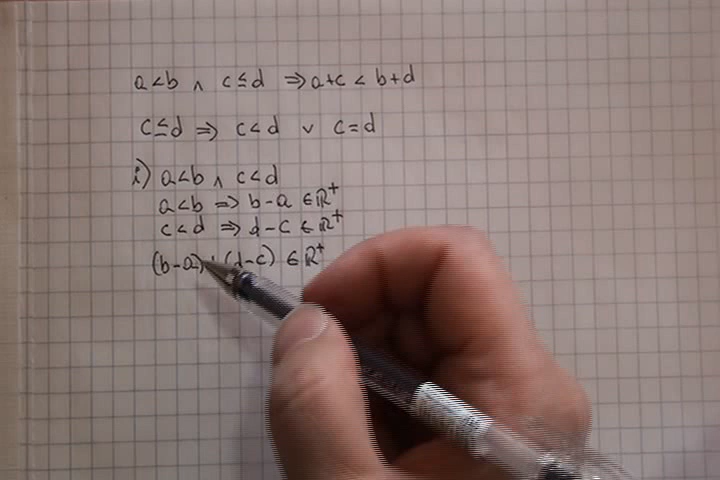 a<b ∧ c≤d ⇒ a+c < b+d
c≤d ⇒ c<d ∨ c=d
i) a<b ∧ c<d
a<b ⇒ b-a ∈ℝ⁺
c<d ⇒ d-c ∈ℝ⁺
(b-a) + (d-c) ∈ℝ⁺